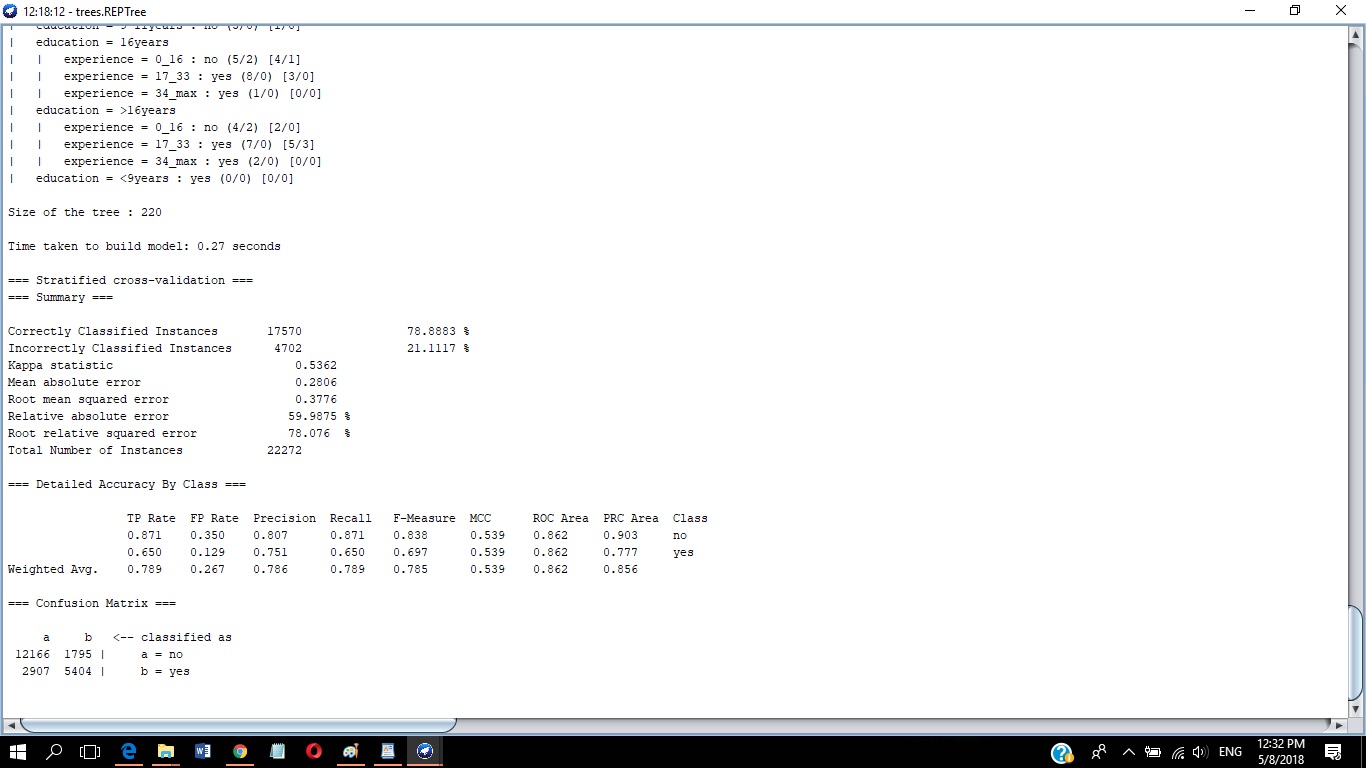 12:18:12 - trees.REPTree
| education = 9-11years : no (3/0) [1/0]
| education = 16years
| | experience = 0_16 : no (5/2) [4/1]
| | experience = 17_33 : yes (8/0) [3/0]
| | experience = 34_max : yes (1/0) [0/0]
| education = >16years
| | experience = 0_16 : no (4/2) [2/0]
| | experience = 17_33 : yes (7/0) [5/3]
| | experience = 34_max : yes (2/0) [0/0]
| education = <9years : yes (0/0) [0/0]
Size of the tree : 220
Time taken to build model: 0.27 seconds
=== Stratified cross-validation ===
=== Summary ===
Correctly Classified Instances 17570 78.8883 %
Incorrectly Classified Instances 4702 21.1117 %
Kappa statistic 0.5362
Mean absolute error 0.2806
Root mean squared error 0.3776
Relative absolute error 59.9875 %
Root relative squared error 78.076 %
Total Number of Instances 22272
=== Detailed Accuracy By Class ===
TP Rate FP Rate Precision Recall F-Measure MCC ROC Area PRC Area Class
0.871 0.350 0.807 0.871 0.838 0.539 0.862 0.903 no
0.650 0.129 0.751 0.650 0.697 0.539 0.862 0.777 yes
Weighted Avg. 0.789 0.267 0.786 0.789 0.785 0.539 0.862 0.856
=== Confusion Matrix ===
a b <-- classified as
12166 1795 | a = no
2907 5404 | b = yes
ENG
12:32 PM
5/8/2018